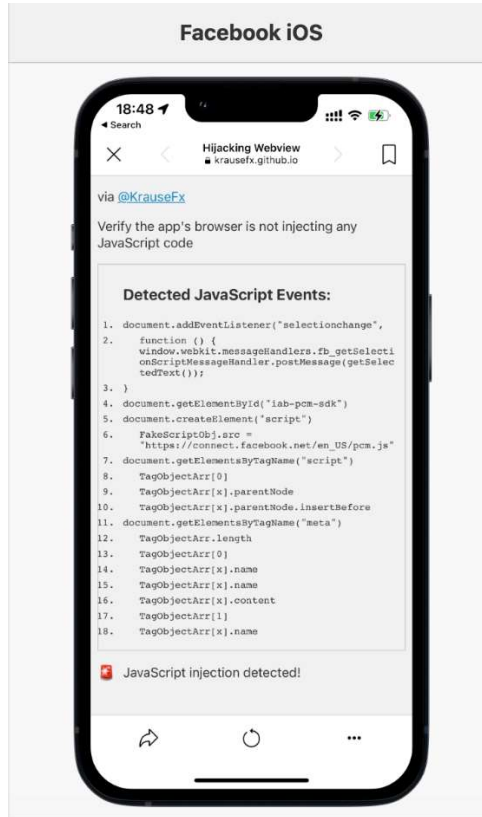 Facebook iOS
18:48
◀ Search
Hijacking Webview
krausefx.github.io
via @KrauseFx
Verify the app's browser is not injecting any
JavaScript code
Detected JavaScript Events:
1. document.addEventListener("selectionchange",
2. function () {
window.webkit.messageHandlers.fb_getSelecti
onScriptMessageHandler.postMessage(getSelec
tedText());
3. }
4. document.getElementById("iab-pcm-sdk")
5. document.createElement("script")
6. FakeScriptObj.src =
"https://connect.facebook.net/en_US/pcm.js"
7. document.getElementsByTagName("script")
8. TagObjectArr[0]
9. TagObjectArr[x].parentNode
10. TagObjectArr[x].parentNode.insertBefore
11. document.getElementsByTagName("meta")
12. TagObjectArr.length
13. TagObjectArr[0]
14. TagObjectArr[x].name
15. TagObjectArr[x].name
16. TagObjectArr[x].content
17. TagObjectArr[1]
18. TagObjectArr[x].name
🚨 JavaScript injection detected!